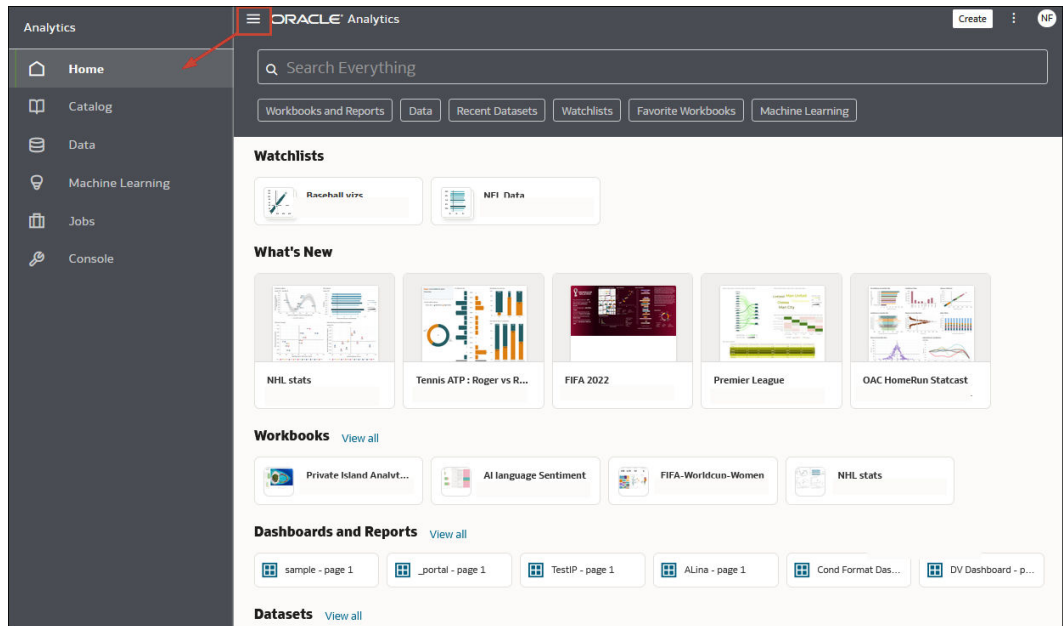 Analytics
Home
Catalog
Data
Machine Learning
Jobs
Console
ORACLE Analytics
Create
NF
Search Everything
Workbooks and Reports Data Recent Datasets Watchlists Favorite Workbooks Machine Learning
Watchlists
Baseball vizs NFL Data
What's New
NHL stats Tennis ATP : Roger vs R... FIFA 2022 Premier League OAC HomeRun Statcast
Workbooks View all
Private Island Analyt... AI language Sentiment FIFA-Worldcup-Women NHL stats
Dashboards and Reports View all
sample - page 1 _portal - page 1 TestIP - page 1 ALina - page 1 Cond Format Das... DV Dashboard - p...
Datasets View all